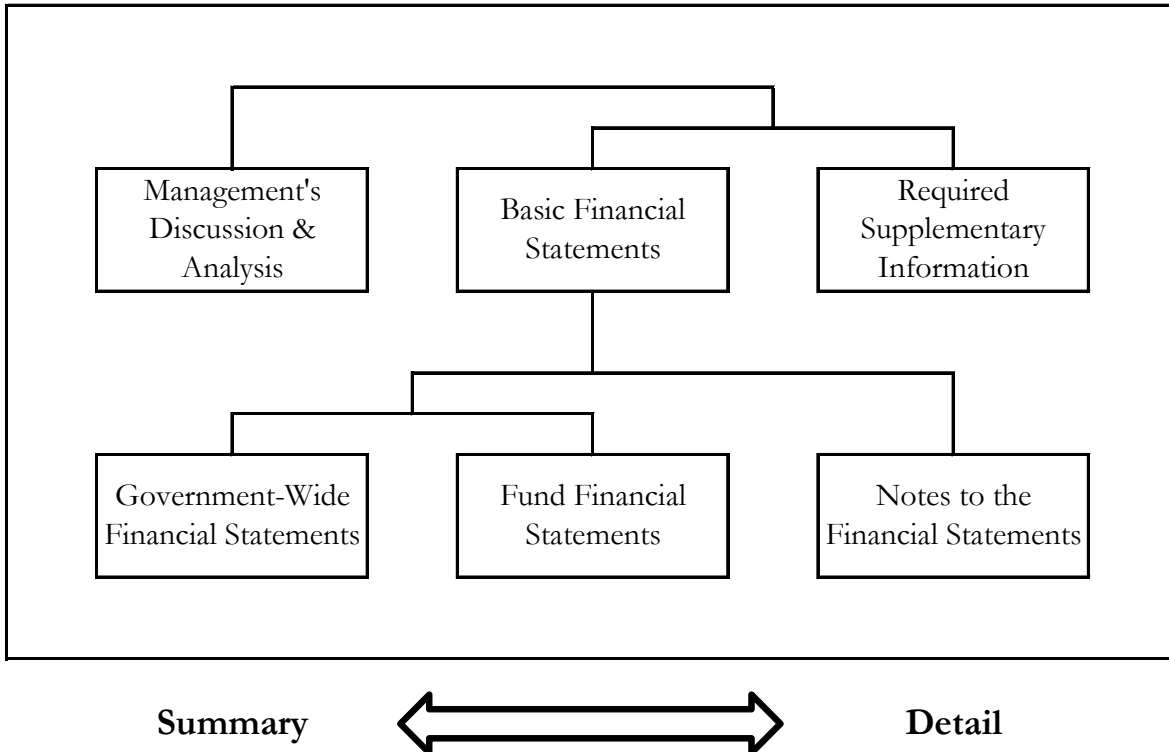 Management's
Discussion &
Analysis
Basic Financial
Statements
Required
Supplementary
Information
Government-Wide
Financial Statements
Fund Financial
Statements
Notes to the
Financial Statements
Summary
Detail